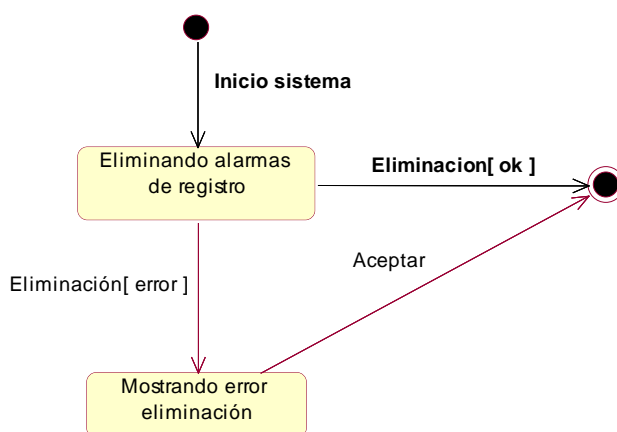 Inicio sistema
Eliminando alarmas
de registro
Eliminacion[ ok ]
Aceptar
Eliminación[ error ]
Mostrando error
eliminación